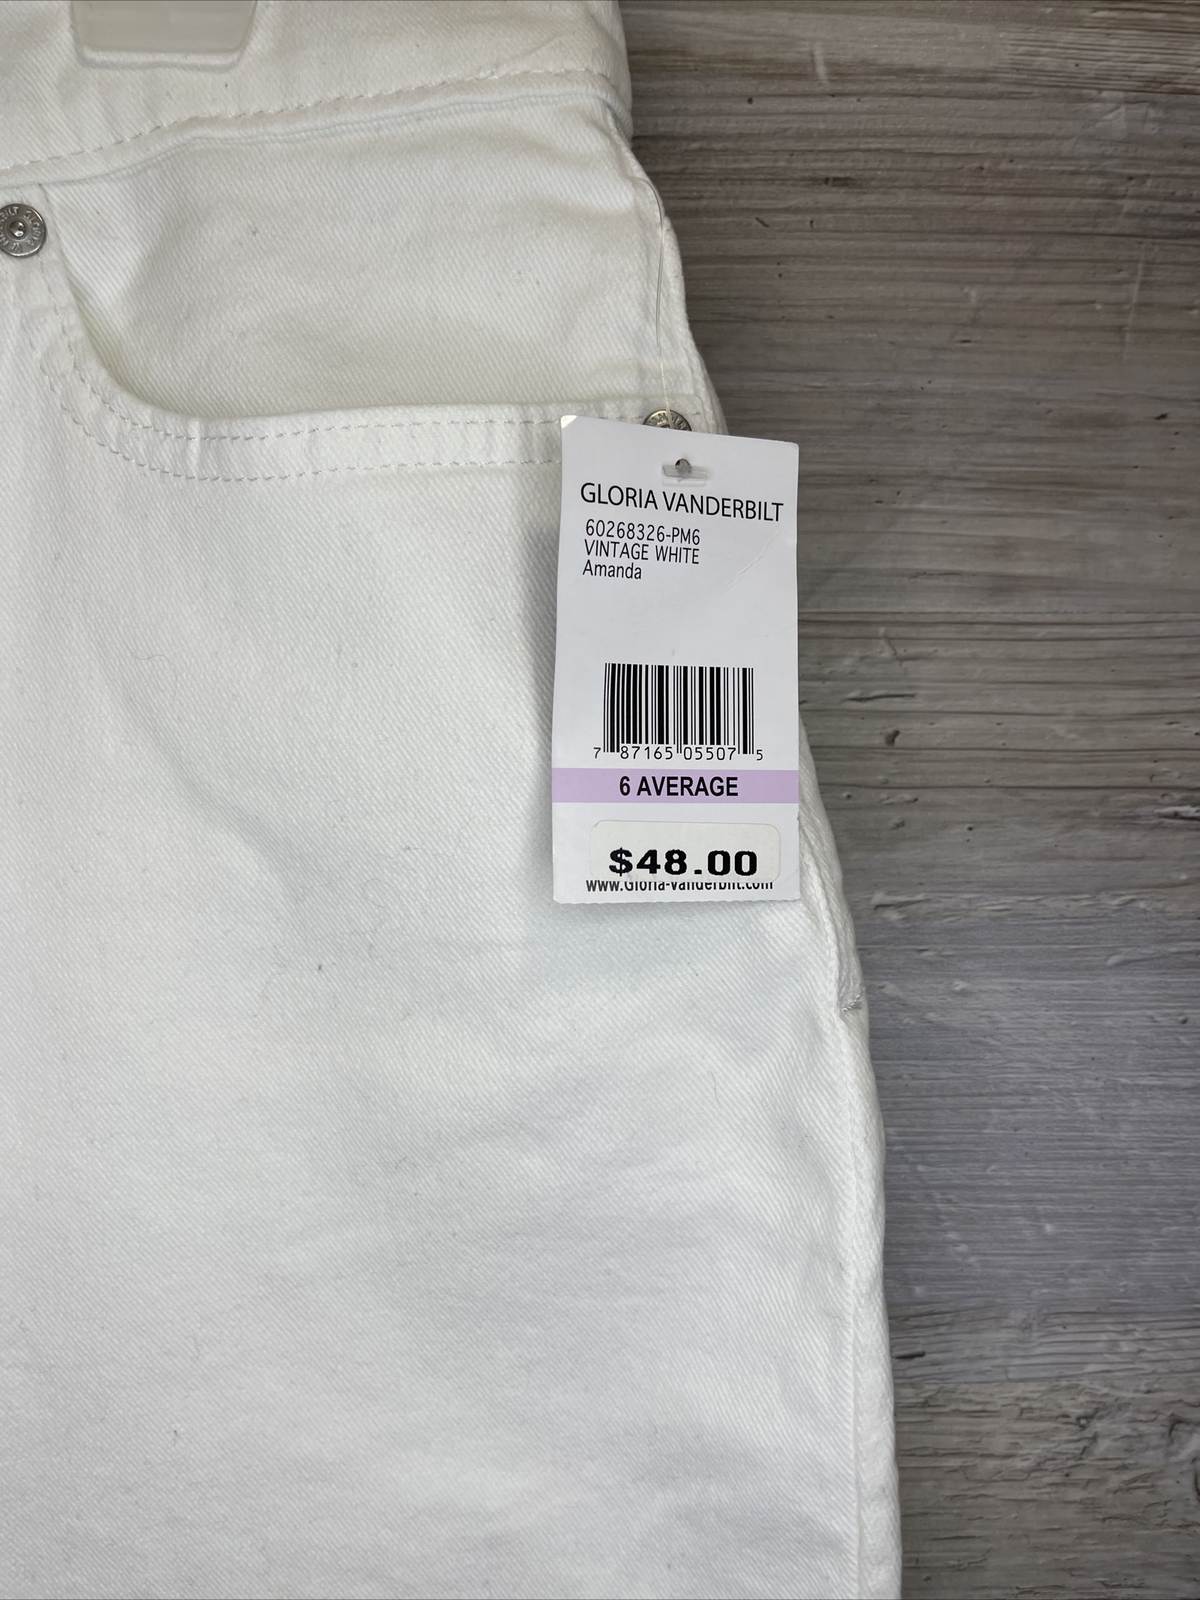 GLORIA VANDERBILT
60268326-PM6
VINTAGE WHITE
Amanda
7 87165 05507 5
6 AVERAGE
$48.00
www.Gloria-Vanderbilt.com